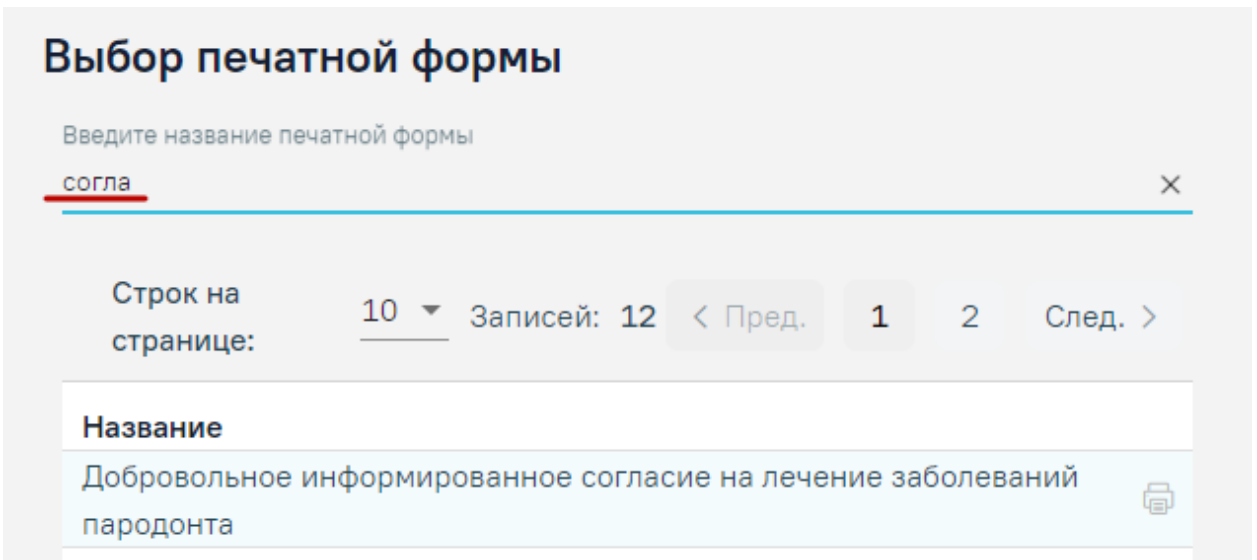 Выбор печатной формы
Введите название печатной формы
согла
Строк на
странице:
10 Записей: 12 < Пред. 1 2 След. >
Название
Добровольное информированное согласие на лечение заболеваний
пародонта